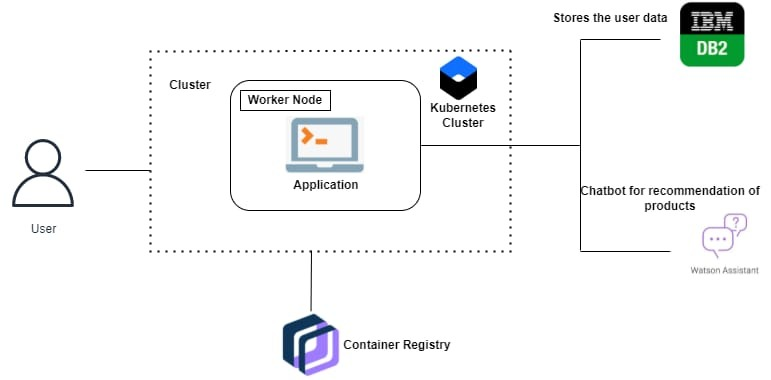 Stores the user data
IBM
DB2
Cluster
Worker Node
Kubernetes
Cluster
Application
User
Chatbot for recommendation of
products
?
Watson Assistant
Container Registry